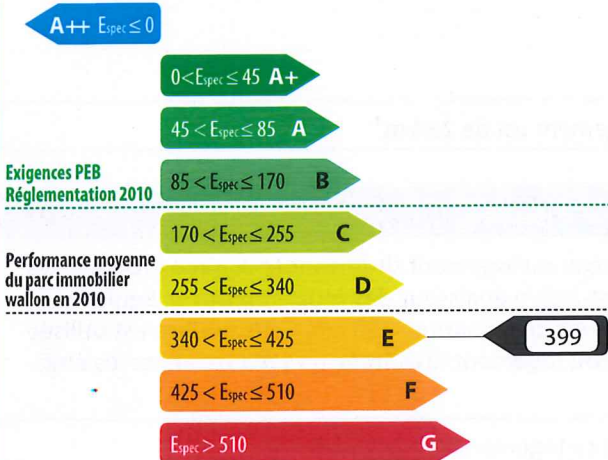 A++ Espec ≤ 0
0 < Espec ≤ 45 A+
45 < Espec ≤ 85 A
Exigences PEB
Réglementation 2010
85 < Espec ≤ 170 B
170 < Espec ≤ 255 C
Performance moyenne
du parc immobilier
wallon en 2010
255 < Espec ≤ 340 D
340 < Espec ≤ 425 E
399
425 < Espec ≤ 510 F
Espec > 510 G